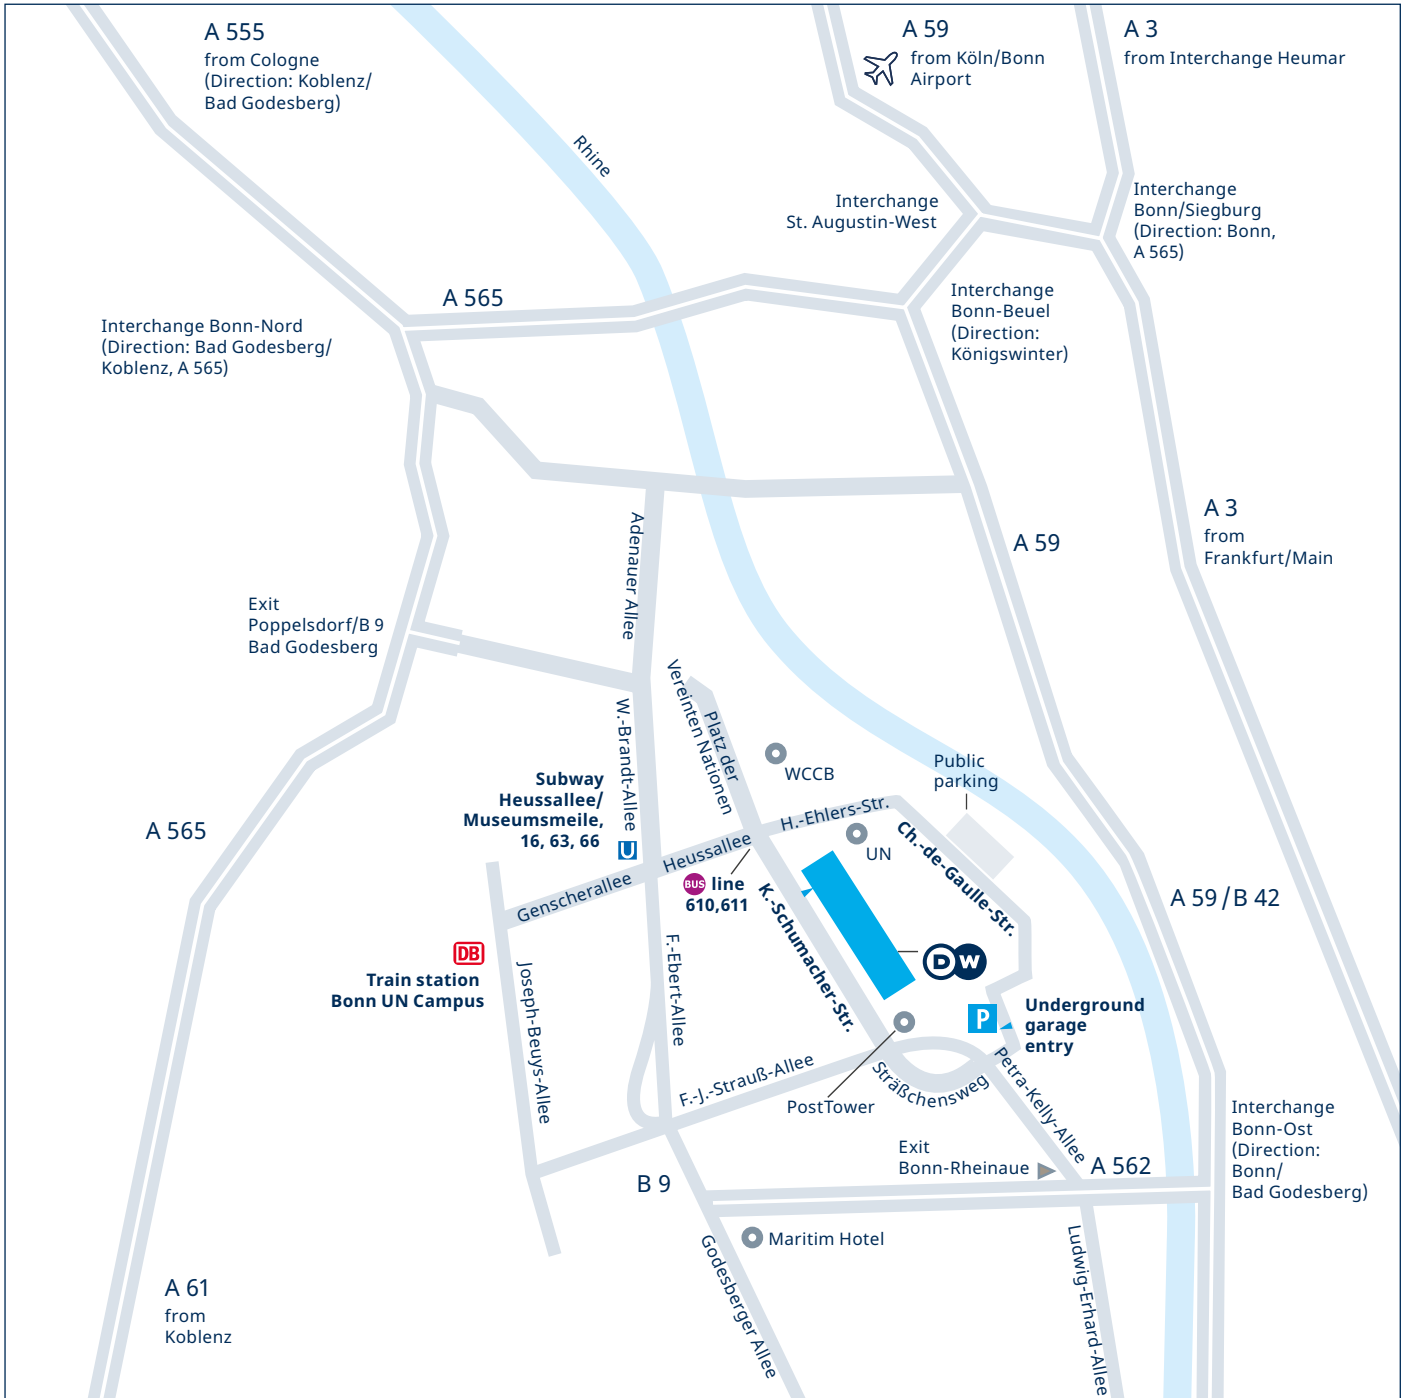 A 555
from Cologne
(Direction: Koblenz/
Bad Godesberg)
A 59
from Köln/Bonn
Airport
A 3
from Interchange Heumar
Rhine
Interchange
St. Augustin-West
Interchange
Bonn/Siegburg
(Direction: Bonn,
A 565)
A 565
Interchange Bonn-Nord
(Direction: Bad Godesberg/
Koblenz, A 565)
Interchange
Bonn-Beuel
(Direction:
Königswinter)
A 59
A 3
from
Frankfurt/Main
Adenauer Allee
Exit
Poppelsdorf/B 9
Bad Godesberg
W.-Brandt-Allee
Platz der
Vereinten Nationen
WCCB
Public
parking
Subway
Heussallee/
Museumsmeile,
16, 63, 66
U
A 565
H.-Ehlers-Str.
UN
Ch.-de-Gaulle-Str.
Heussallee
Genscherallee
BUS line
610,611
K.-Schumacher-Str.
A 59/B 42
DB
Train station
Bonn UN Campus
Joseph-Beuys-Allee
F.-Ebert-Allee
DW
P
Underground
garage
entry
F.-J.-Strauß-Allee
Sträßchensweg
Petra-Kelly-Allee
PostTower
Exit
Bonn-Rheinaue
A 562
Interchange
Bonn-Ost
(Direction:
Bonn/
Bad Godesberg)
B 9
Maritim Hotel
Godesberger Allee
Ludwig-Erhard-Allee
A 61
from
Koblenz